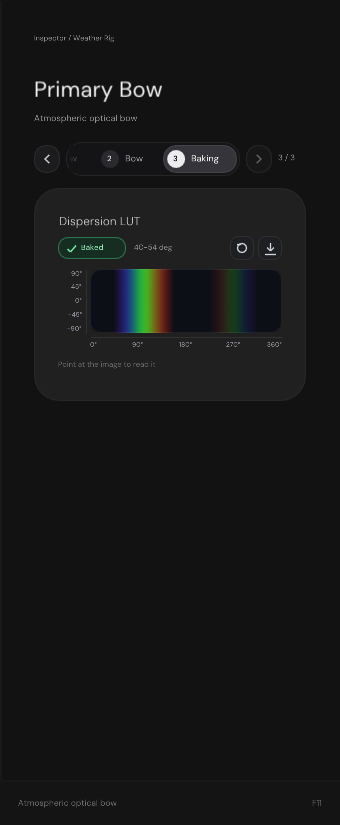 Inspector / Weather Rig
Primary Bow
Atmospheric optical bow
2 Bow
3 Baking
3 / 3
Dispersion LUT
Baked
40–54 deg
90°
45°
0°
-45°
-90°
0° 90° 180° 270° 360°
Point at the image to read it
Atmospheric optical bow
F11